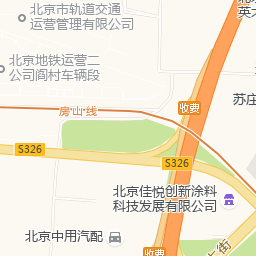 北京市轨道交通
运营管理有限公司
北京地铁运营二
公司阎村车辆段
英
房山线
收费
苏庄
S326
S326
北京佳悦创新涂料
科技发展有限公司
北京中用汽配
收费
街